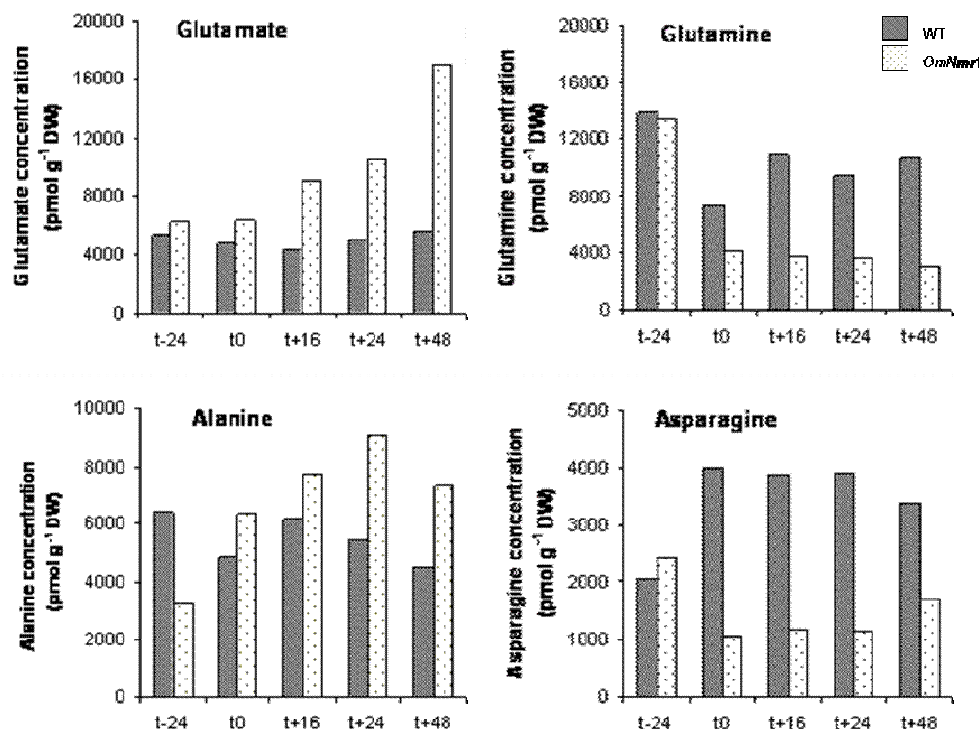 Glutamate
Glutamate concentration
(pmol g-1 DW)
20000
16000
12000
8000
4000
0
t-24 t0 t+16 t+24 t+48
Glutamine
Glutamine concentration
(pmol g-1 DW)
20000
16000
12000
8000
4000
0
t-24 t0 t+16 t+24 t+48
WT
Alanine
Alanine concentration
(pmol g-1 DW)
10000
8000
6000
4000
2000
0
t-24 t0 t+16 t+24 t+48
Asparagine
Asparagine concentration
(pmol g-1 DW)
5000
4000
3000
2000
1000
0
t-24 t0 t+16 t+24 t+48